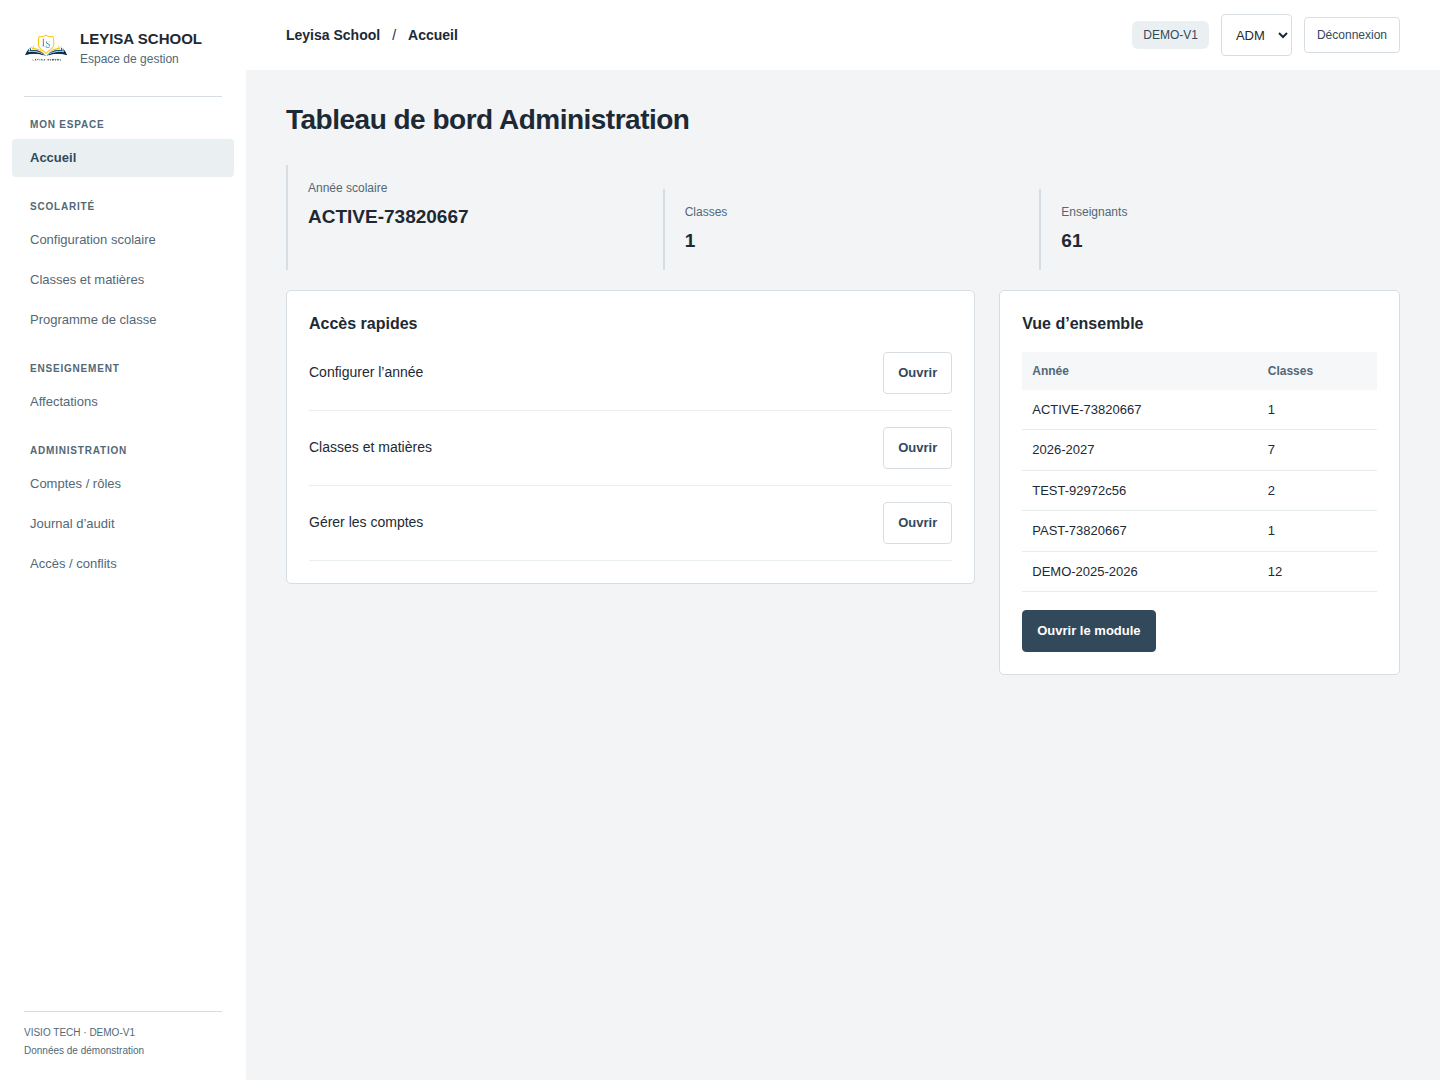 LEYISA SCHOOL
Espace de gestion
MON ESPACE
Accueil
SCOLARITÉ
Configuration scolaire
Classes et matières
Programme de classe
ENSEIGNEMENT
Affectations
ADMINISTRATION
Comptes / rôles
Journal d’audit
Accès / conflits
VISIO TECH · DEMO-V1
Données de démonstration
Leyisa School / Accueil
DEMO-V1
ADM
Déconnexion
Tableau de bord Administration
Année scolaire
ACTIVE-73820667
Classes
1
Enseignants
61
Accès rapides
Configurer l’année
Ouvrir
Classes et matières
Ouvrir
Gérer les comptes
Ouvrir
Vue d’ensemble
Année Classes
ACTIVE-73820667 1
2026-2027 7
TEST-92972c56 2
PAST-73820667 1
DEMO-2025-2026 12
Ouvrir le module